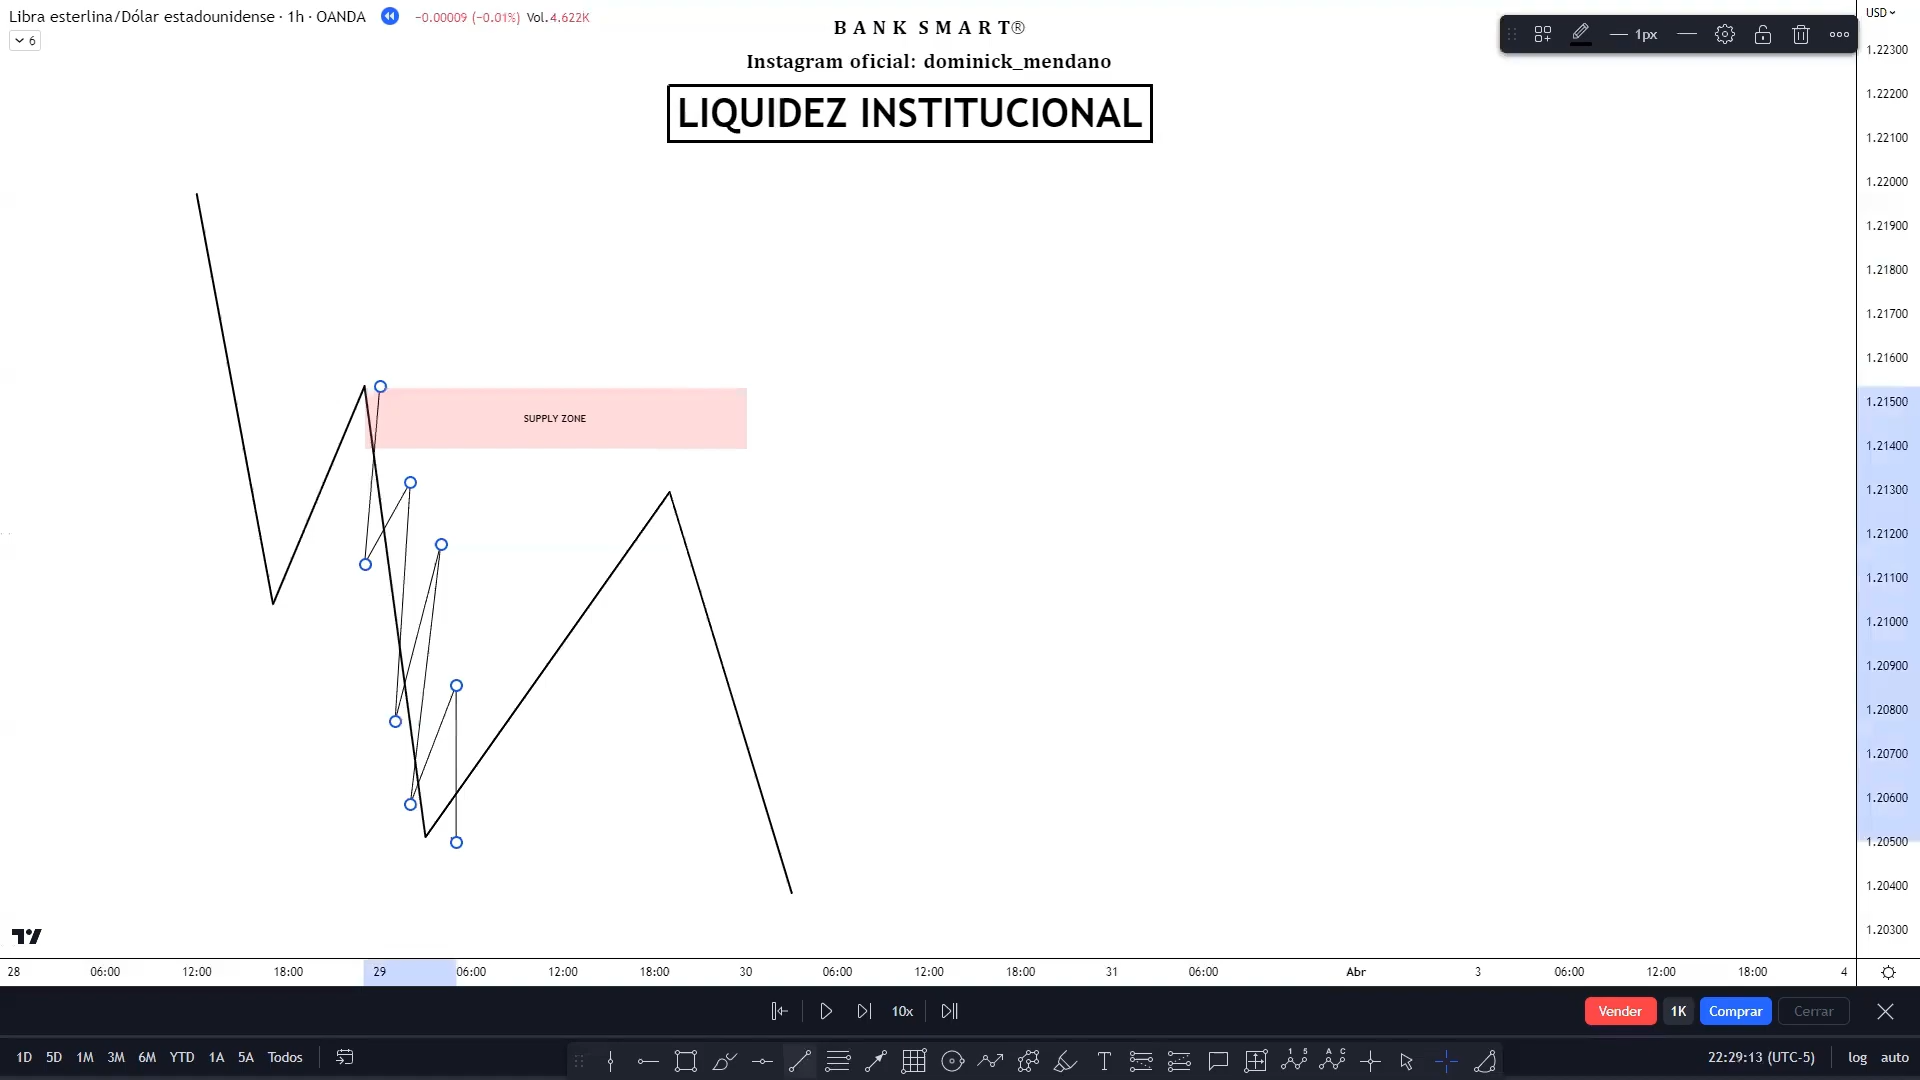 Libra esterlina/Dólar estadounidense · 1h · OANDA −0.00009 (−0.01%) Vol.4.622K
6
B A N K S M A R T®
Instagram oficial: dominick_mendano
LIQUIDEZ INSTITUCIONAL
1px
USD
1.22300
1.22200
1.22100
1.22000
1.21900
1.21800
1.21700
1.21600
1.21500
1.21400
1.21300
1.21200
1.21100
1.21000
1.20900
1.20800
1.20700
1.20600
1.20500
1.20400
1.20300
SUPPLY ZONE
28 06:00 12:00 18:00 29 06:00 12:00 18:00 30 06:00 12:00 18:00 31 06:00 Abr 3 06:00 12:00 18:00 4
10x
Vender 1K Comprar Cerrar
1D 5D 1M 3M 6M YTD 1A 5A Todos
22:29:13 (UTC-5) log auto